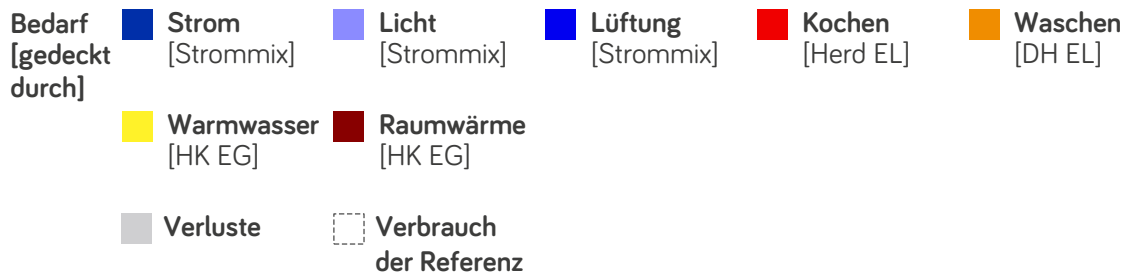 Bedarf
[gedeckt
durch]
Strom
[Strommix]
Licht
[Strommix]
Lüftung
[Strommix]
Kochen
[Herd EL]
Waschen
[DH EL]
Warmwasser
[HK EG]
Raumwärme
[HK EG]
Verluste
Verbrauch
der Referenz